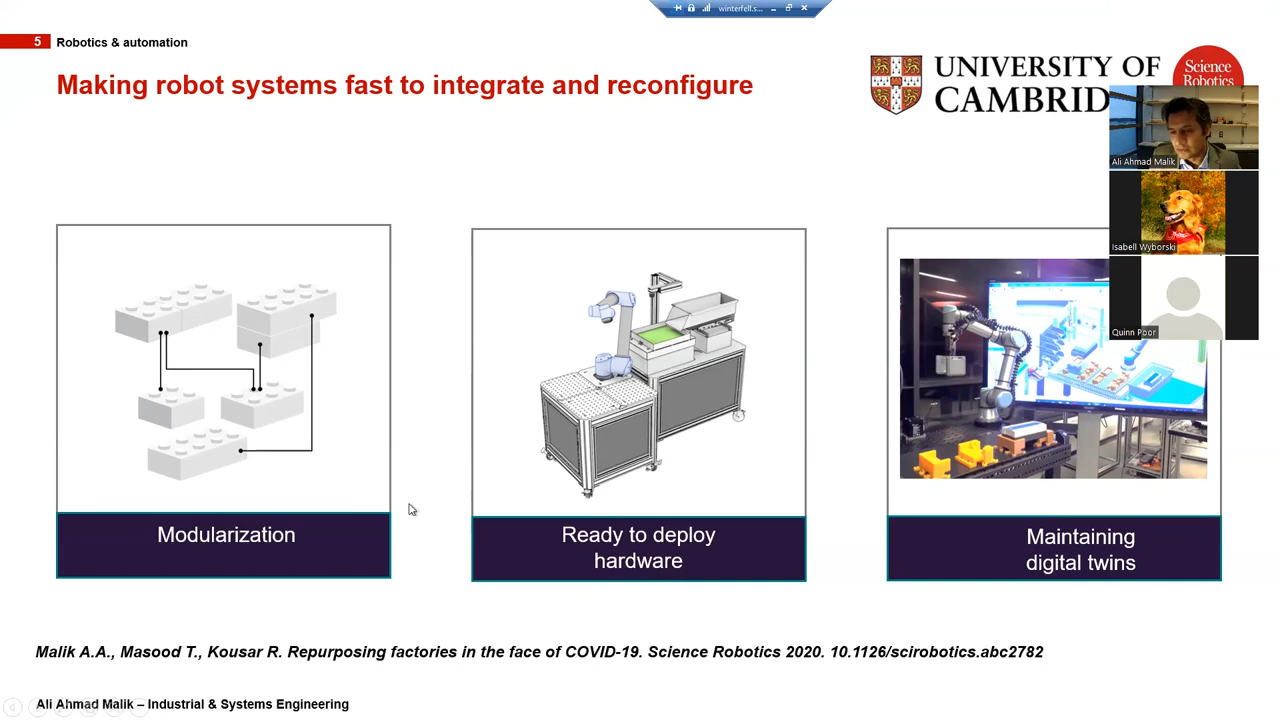 winterfell.s...
5 Robotics & automation
Making robot systems fast to integrate and reconfigure
UNIVERSITY OF
CAMBRID
Science
Robotics
Ali Ahmad Malik
Isabell Wyborski
Quinn Poor
Modularization
Ready to deploy
hardware
Maintaining
digital twins
Malik A.A., Masood T., Kousar R. Repurposing factories in the face of COVID-19. Science Robotics 2020. 10.1126/scirobotics.abc2782
Ali Ahmad Malik – Industrial & Systems Engineering